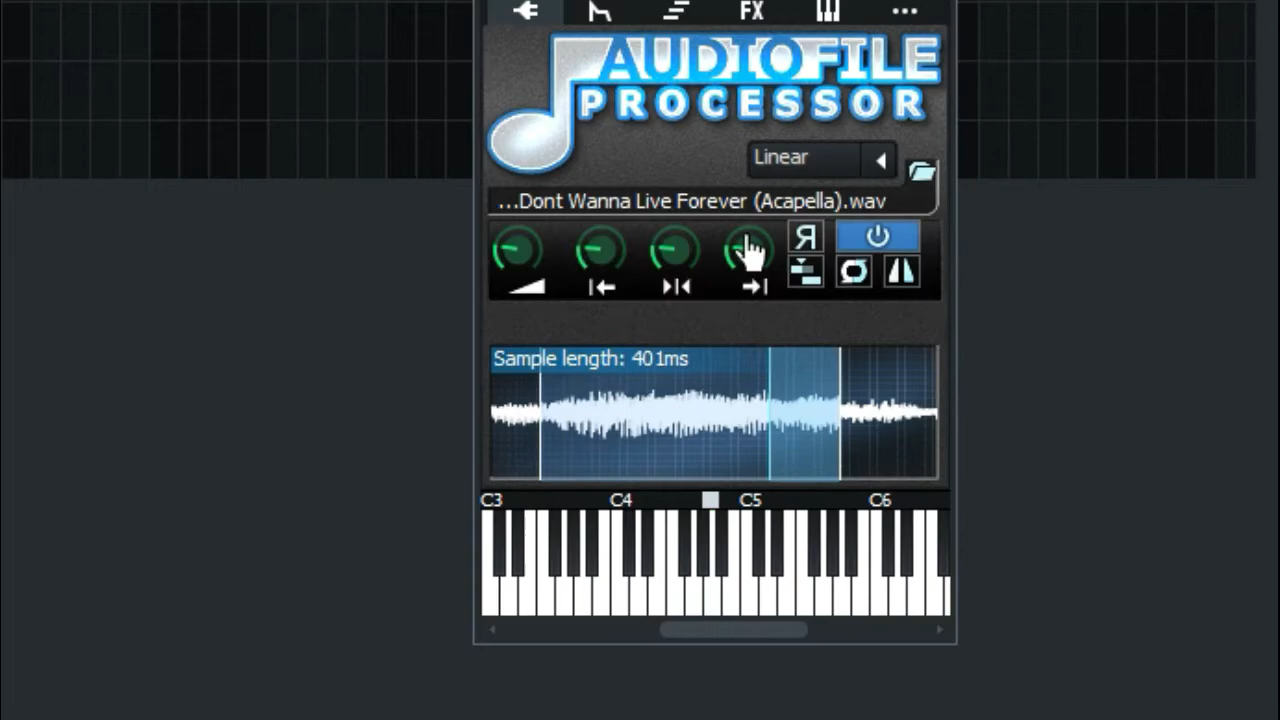 FX
AUDIOFILE
PROCESSOR
Linear
...Dont Wanna Live Forever (Acapella).wav
Я
Sample length: 401ms
C3 C4 C5 C6